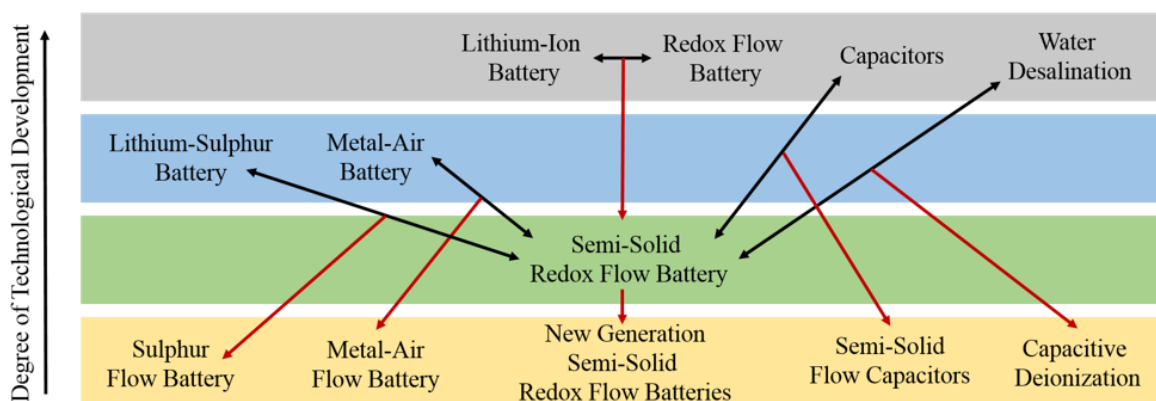 Degree of Technological Development
Lithium-Ion
Battery
Redox Flow
Battery
Capacitors
Water
Desalination
Lithium-Sulphur
Battery
Metal-Air
Battery
Semi-Solid
Redox Flow Battery
Sulphur
Flow Battery
Metal-Air
Flow Battery
New Generation
Semi-Solid
Redox Flow Batteries
Semi-Solid
Flow Capacitors
Capacitive
Deionization